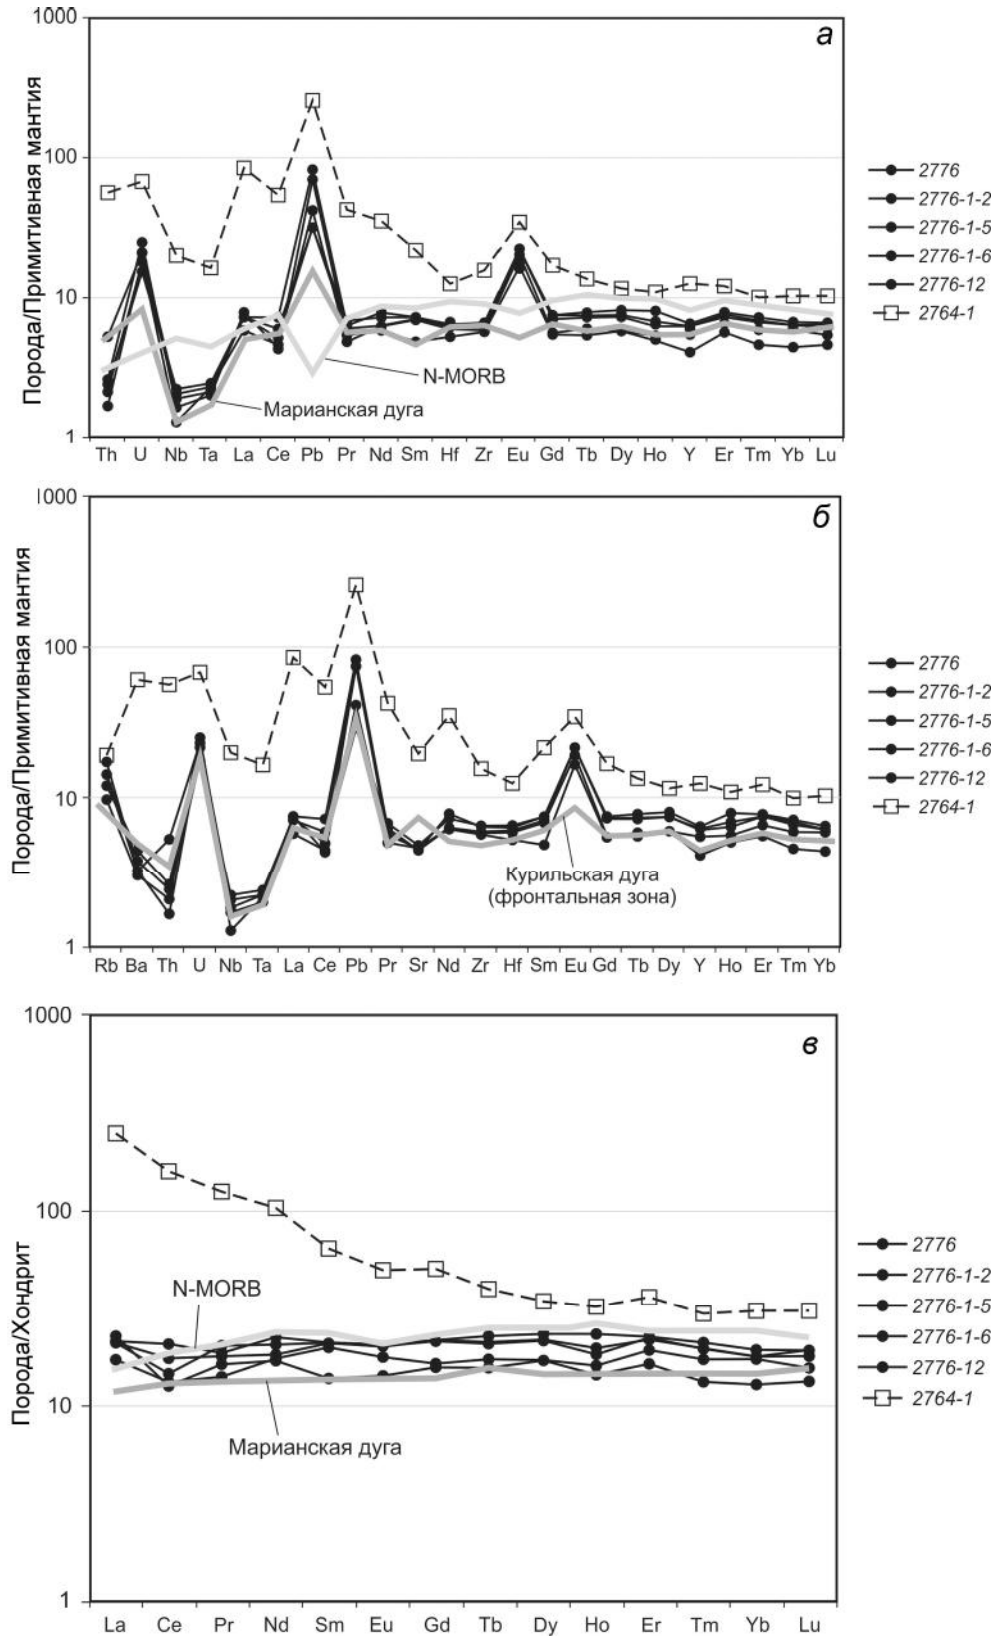 1000
а
100
10
1
Порода/Примитивная мантия
N-MORB
Марианская дуга
Th U Nb Ta La Ce Pb Pr Nd Sm Hf Zr Eu Gd Tb Dy Ho Y Er Tm Yb Lu
2776
2776-1-2
2776-1-5
2776-1-6
2776-12
2764-1
1000
б
100
10
1
Порода/Примитивная мантия
Курильская дуга
(фронтальная зона)
Rb Ba Th U Nb Ta La Ce Pb Pr Sr Nd Zr Hf Sm Eu Gd Tb Dy Y Ho Er Tm Yb
2776
2776-1-2
2776-1-5
2776-1-6
2776-12
2764-1
1000
в
100
10
1
Порода/Хондрит
N-MORB
Марианская дуга
La Ce Pr Nd Sm Eu Gd Tb Dy Ho Er Tm Yb Lu
2776
2776-1-2
2776-1-5
2776-1-6
2776-12
2764-1